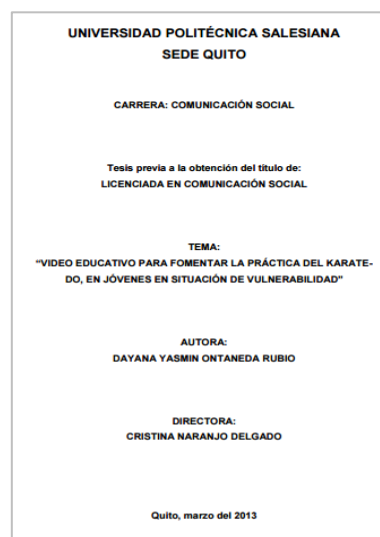 UNIVERSIDAD POLITÉCNICA SALESIANA
SEDE QUITO
CARRERA: COMUNICACIÓN SOCIAL
Tesis previa a la obtención del titulo de:
LICENCIADA EN COMUNICACIÓN SOCIAL
TEMA:
“VIDEO EDUCATIVO PARA FOMENTAR LA PRÁCTICA DEL KARATE-
DO, EN JÓVENES EN SITUACIÓN DE VULNERABILIDAD”
AUTORA:
DAYANA YASMIN ONTANEDA RUBIO
DIRECTORA:
CRISTINA NARANJO DELGADO
Quito, marzo del 2013